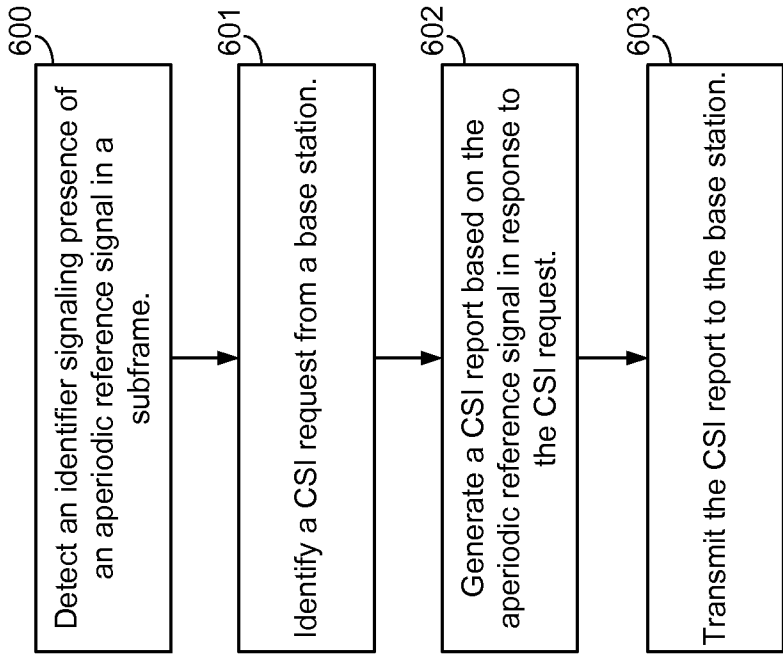 600
Detect an identifier signaling presence of
an aperiodic reference signal in a
subframe.
601
Identify a CSI request from a base station.
602
Generate a CSI report based on the
aperiodic reference signal in response to
the CSI request.
603
Transmit the CSI report to the base station.